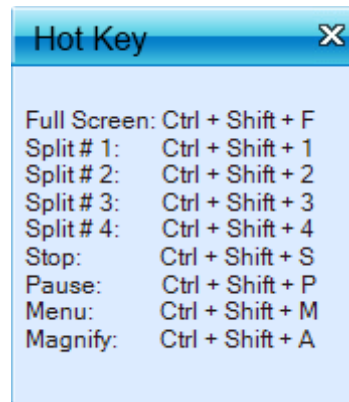 Hot Key
Full Screen: Ctrl + Shift + F
Split # 1: Ctrl + Shift + 1
Split # 2: Ctrl + Shift + 2
Split # 3: Ctrl + Shift + 3
Split # 4: Ctrl + Shift + 4
Stop: Ctrl + Shift + S
Pause: Ctrl + Shift + P
Menu: Ctrl + Shift + M
Magnify: Ctrl + Shift + A